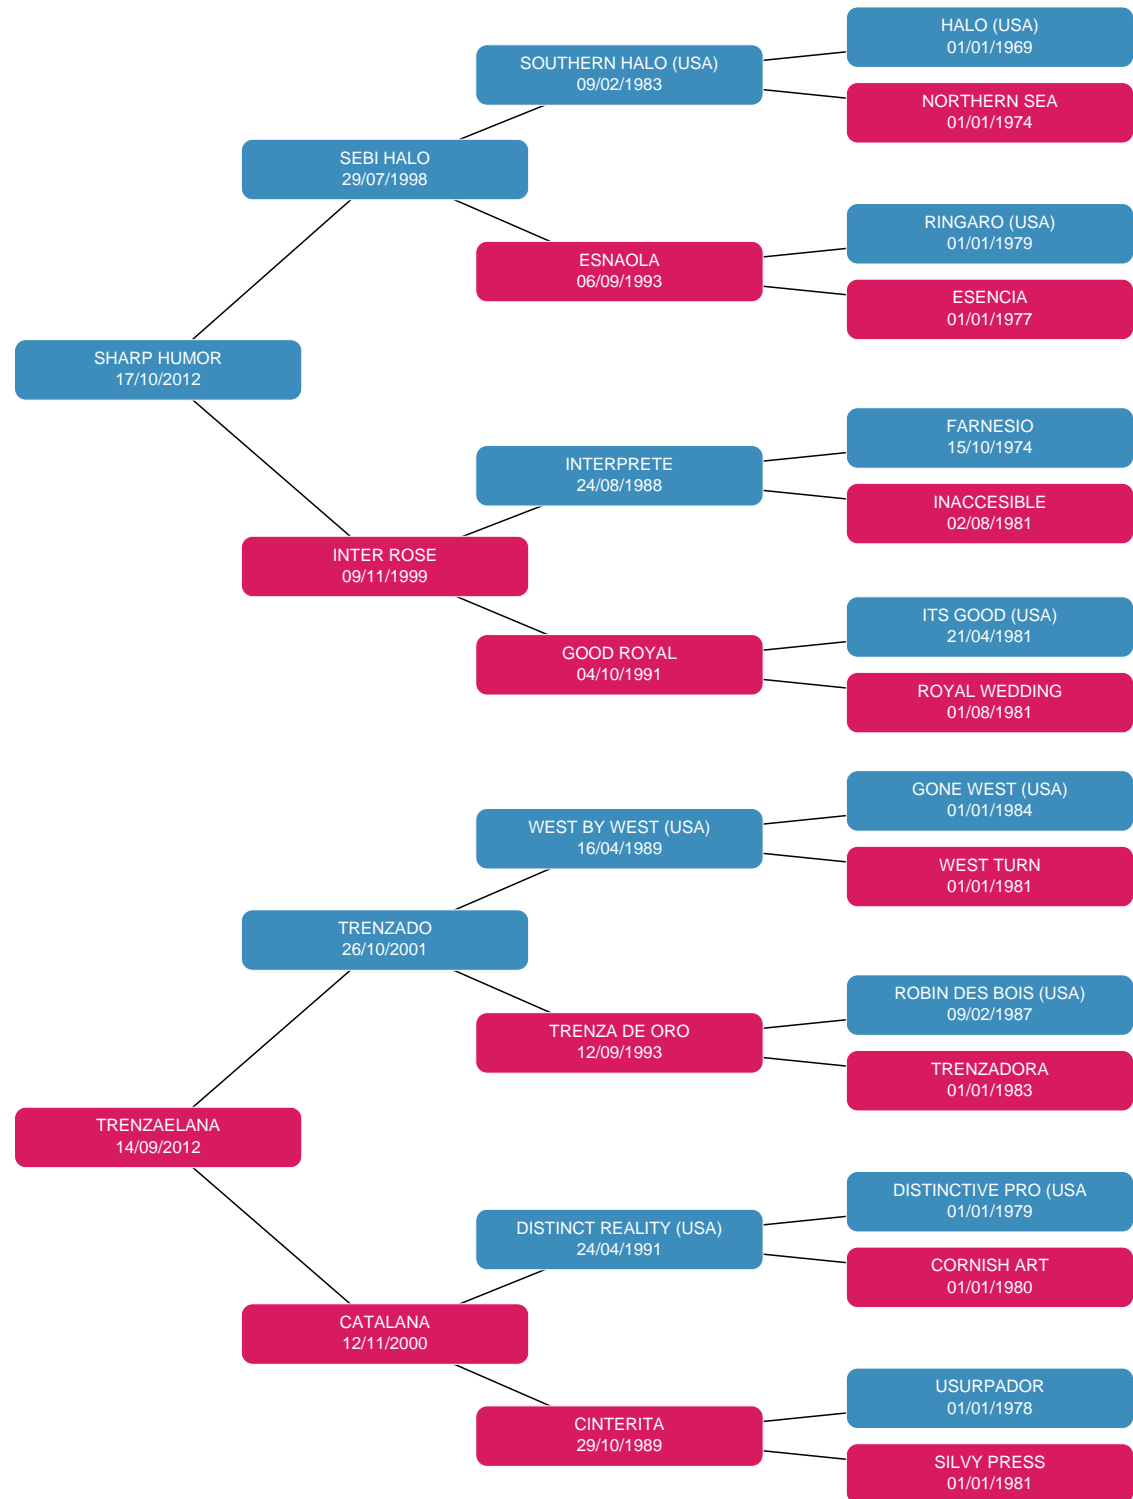 HALO (USA)
01/01/1969
SOUTHERN HALO (USA)
09/02/1983
NORTHERN SEA
01/01/1974
SEBI HALO
29/07/1998
RINGARO (USA)
01/01/1979
ESNAOLA
06/09/1993
ESENCIA
01/01/1977
SHARP HUMOR
17/10/2012
FARNESIO
15/10/1974
INTERPRETE
24/08/1988
INACCESIBLE
02/08/1981
INTER ROSE
09/11/1999
ITS GOOD (USA)
21/04/1981
GOOD ROYAL
04/10/1991
ROYAL WEDDING
01/08/1981
GONE WEST (USA)
01/01/1984
WEST BY WEST (USA)
16/04/1989
WEST TURN
01/01/1981
TRENZADO
26/10/2001
ROBIN DES BOIS (USA)
09/02/1987
TRENZA DE ORO
12/09/1993
TRENZADORA
01/01/1983
TRENZAELANA
14/09/2012
DISTINCTIVE PRO (USA
01/01/1979
DISTINCT REALITY (USA)
24/04/1991
CORNISH ART
01/01/1980
CATALANA
12/11/2000
USURPADOR
01/01/1978
CINTERITA
29/10/1989
SILVY PRESS
01/01/1981